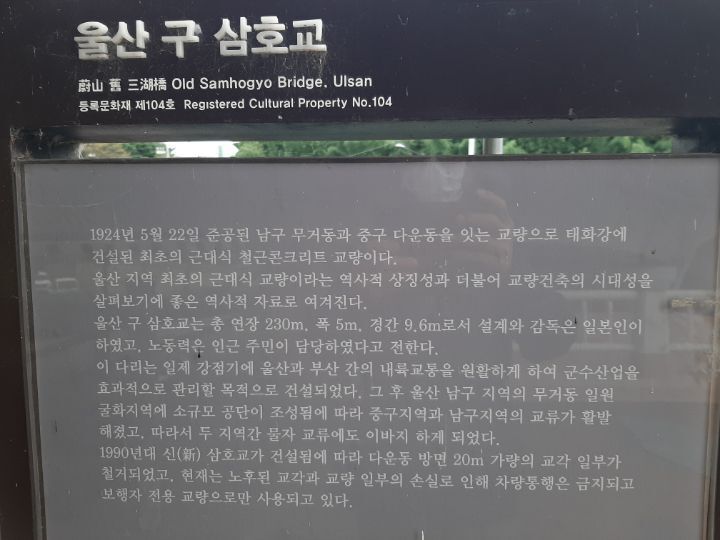 울산 구 삼호교
蔚山 舊 三湖橋 Old Samhogyo Bridge, Ulsan
등록문화재 제104호 Registered Cultural Property No.104
1924년 5월 22일 준공된 남구 무거동과 중구 다운동을 잇는 교량으로 태화강에
건설된 최초의 근대식 철근콘크리트 교량이다.
울산 지역 최초의 근대식 교량이라는 역사적 상징성과 더불어 교량건축의 시대성을
살펴보기에 좋은 역사적 자료로 여겨진다.
울산 구 삼호교는 총 연장 230m, 폭 5m, 경간 9.6m로서 설계와 감독은 일본인이
하였고, 노동력은 인근 주민이 담당하였다고 전한다.
이 다리는 일제 강점기에 울산과 부산 간의 내륙교통을 원활하게 하여 군수산업을
효과적으로 관리할 목적으로 건설되었다. 그 후 울산 남구 지역의 무거동 일원
굴화지역에 소규모 공단이 조성됨에 따라 중구지역과 남구지역의 교류가 활발
해졌고, 따라서 두 지역간 물자 교류에도 이바지 하게 되었다.
1990년대 신(新) 삼호교가 건설됨에 따라 다운동 방면 20m 가량의 교각 일부가
철거되었고, 현재는 노후된 교각과 교량 일부의 손실로 인해 차량통행은 금지되고
보행자 전용 교량으로만 사용되고 있다.